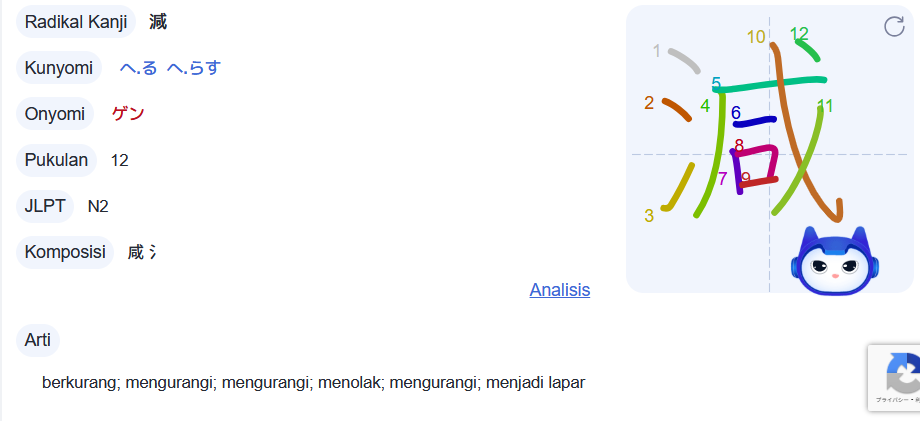 Radikal Kanji 減
Kunyomi へ.る へ.らす
Onyomi ゲン
Pukulan 12
JLPT N2
Komposisi 咸 氵
Analisis
Arti
berkurang; mengurangi; mengurangi; menolak; mengurangi; menjadi lapar
1
2
3
4
5
6
7
8
9
10
11
12
プライバシー